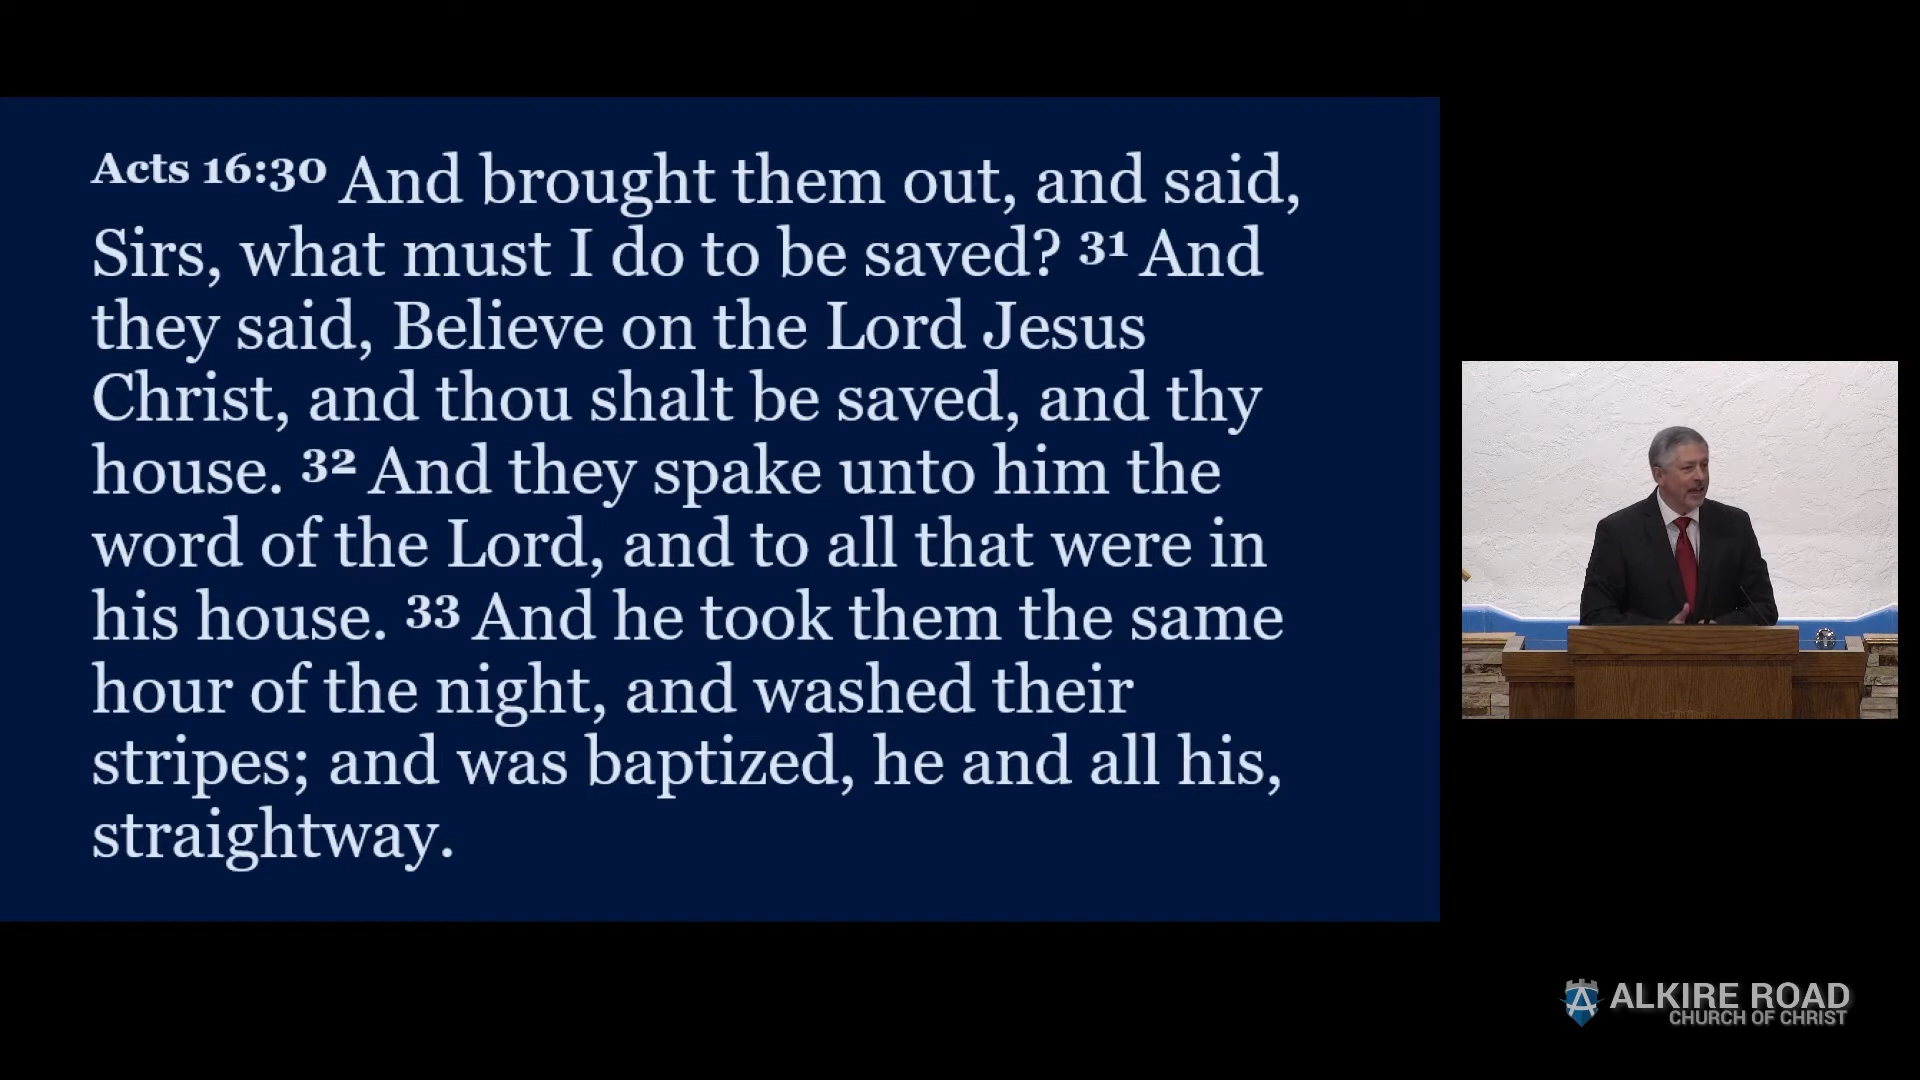 Acts 16:30 And brought them out, and said,
Sirs, what must I do to be saved? 31 And
they said, Believe on the Lord Jesus
Christ, and thou shalt be saved, and thy
house. 32 And they spake unto him the
word of the Lord, and to all that were in
his house. 33 And he took them the same
hour of the night, and washed their
stripes; and was baptized, he and all his,
straightway.
ALKIRE ROAD
CHURCH OF CHRIST